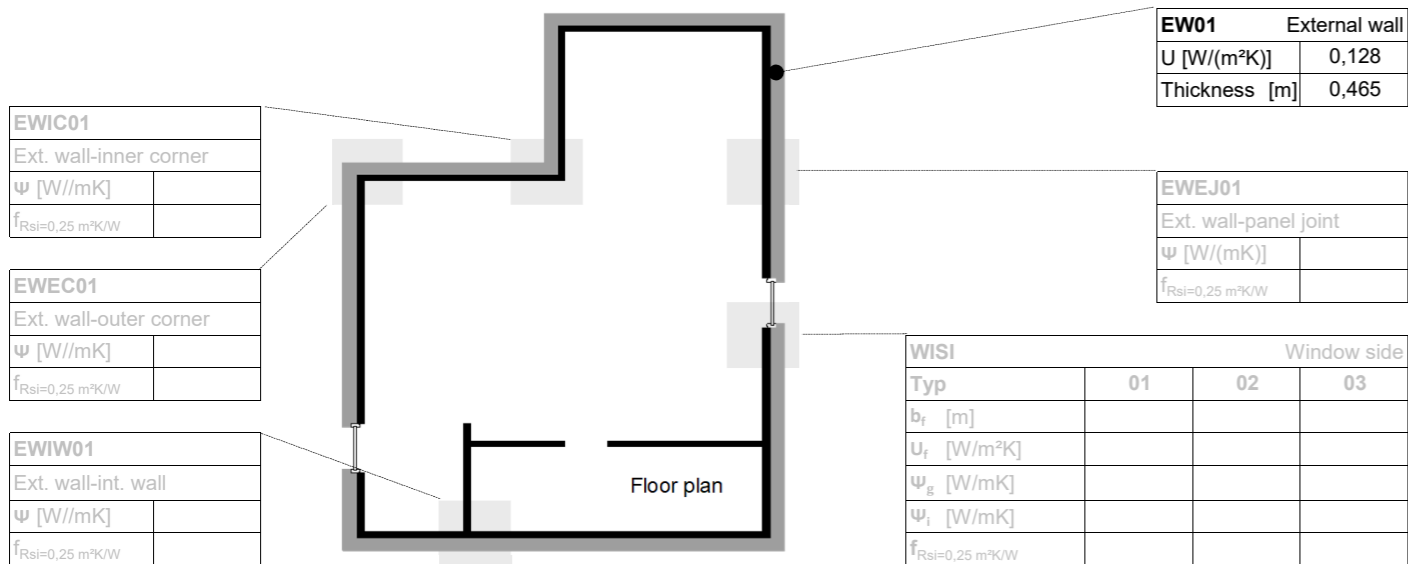 EW01 External wall
U [W/(m²K)] 0,128
Thickness [m] 0,465
EWIC01
Ext. wall-inner corner
Ψ [W//mK]
fRsi=0,25 m²K/W
EWEJ01
Ext. wall-panel joint
Ψ [W/(mK)]
fRsi=0,25 m²K/W
EWEC01
Ext. wall-outer corner
Ψ [W//mK]
fRsi=0,25 m²K/W
WISI Window side
Typ 01 02 03
bf [m]
Uf [W/m²K]
Ψg [W/mK]
Ψi [W/mK]
fRsi=0,25 m²K/W
EWIW01
Ext. wall-int. wall
Ψ [W//mK]
fRsi=0,25 m²K/W
Floor plan